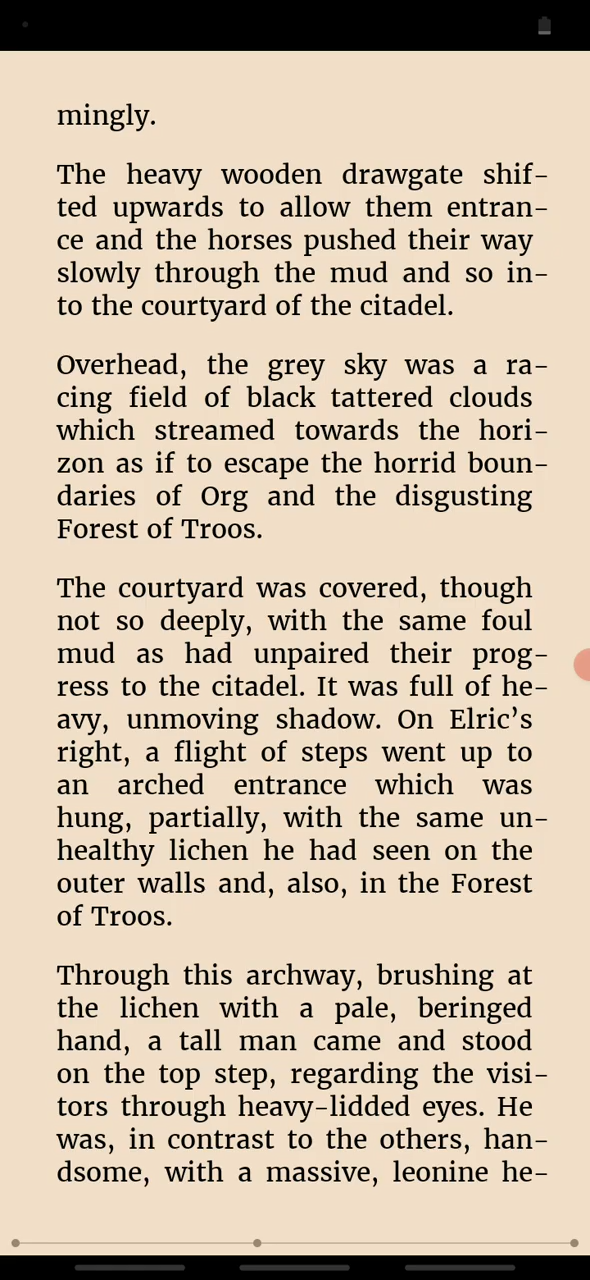 mingly.
The heavy wooden drawgate shif-
ted upwards to allow them entran-
ce and the horses pushed their way
slowly through the mud and so in-
to the courtyard of the citadel.
Overhead, the grey sky was a ra-
cing field of black tattered clouds
which streamed towards the hori-
zon as if to escape the horrid boun-
daries of Org and the disgusting
Forest of Troos.
The courtyard was covered, though
not so deeply, with the same foul
mud as had unpaired their prog-
ress to the citadel. It was full of he-
avy, unmoving shadow. On Elric’s
right, a flight of steps went up to
an arched entrance which was
hung, partially, with the same un-
healthy lichen he had seen on the
outer walls and, also, in the Forest
of Troos.
Through this archway, brushing at
the lichen with a pale, beringed
hand, a tall man came and stood
on the top step, regarding the visi-
tors through heavy-lidded eyes. He
was, in contrast to the others, han-
dsome, with a massive, leonine he-